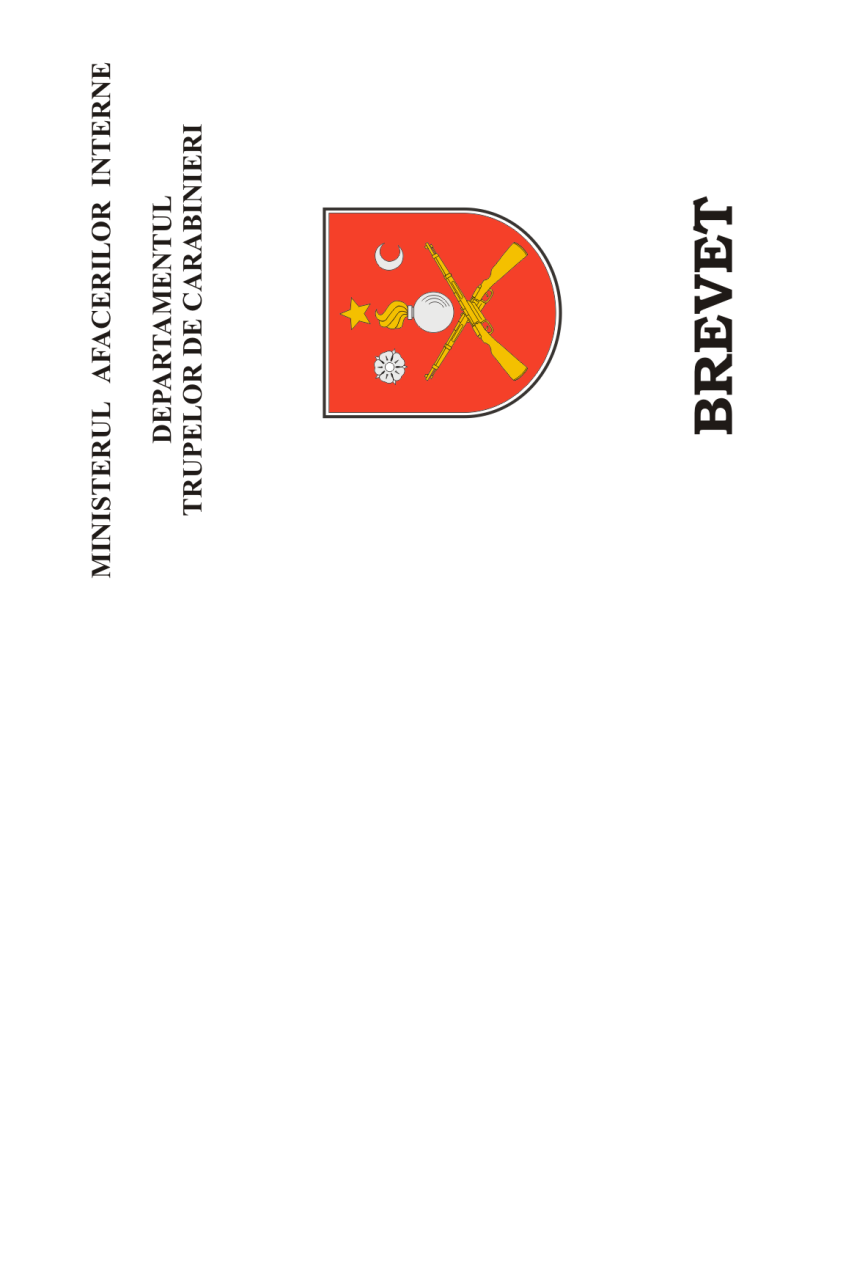 MINISTERUL AFACERILOR INTERNE
DEPARTAMENTUL
TRUPELOR DE CARABINIERI
BREVET